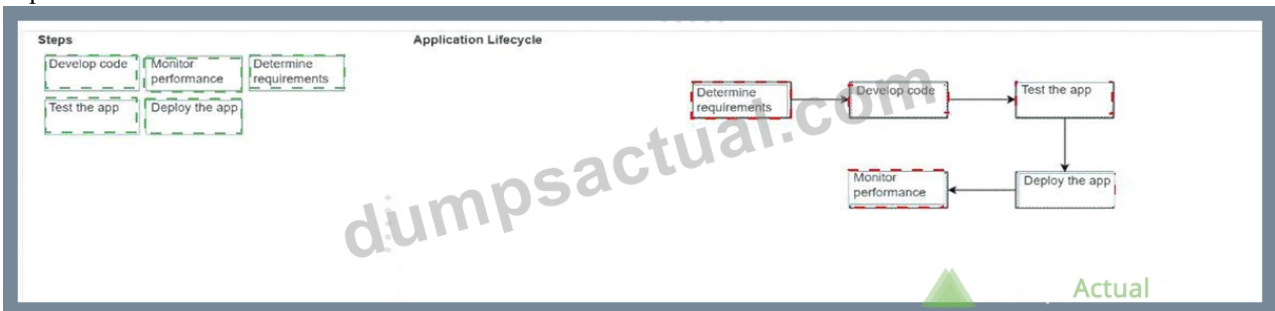 Steps
Develop code
Monitor
performance
Determine
requirements
Test the app
Deploy the app
Application Lifecycle
Determine
requirements
Develop code
Test the app
Monitor
performance
Deploy the app
dumpsactual.com
Actual